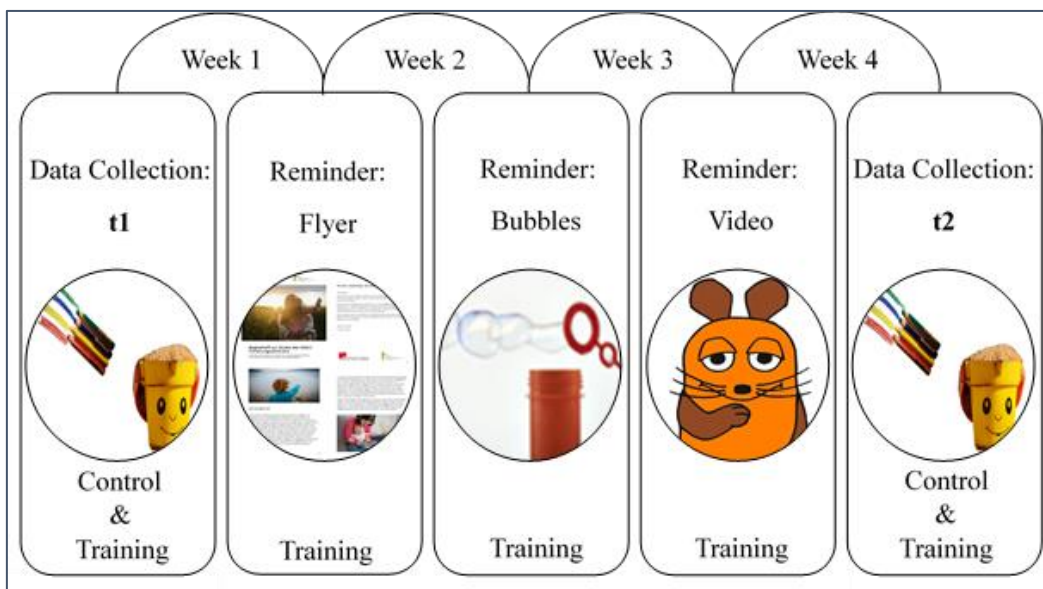 Week 1
Week 2
Week 3
Week 4
Data Collection:
t1
Control
&
Training
Reminder:
Flyer
Training
Reminder:
Bubbles
Training
Reminder:
Video
Training
Data Collection:
t2
Control
&
Training